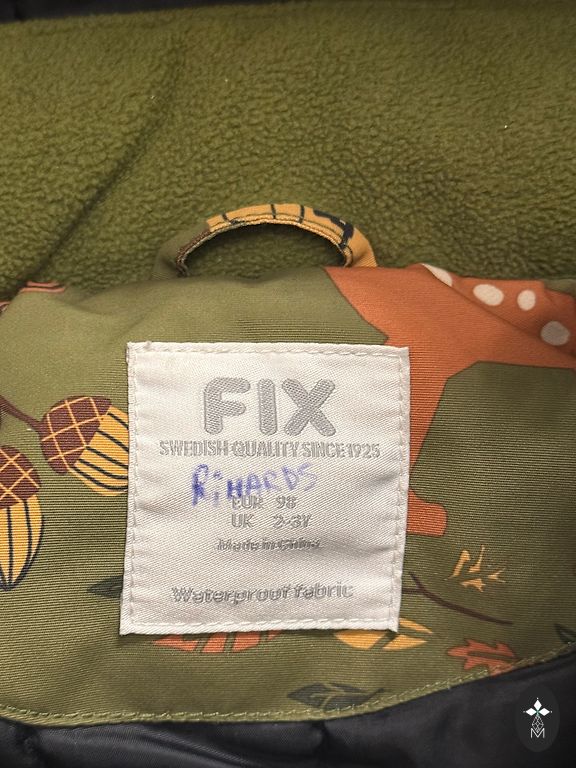 FIX
SWEDISH QUALITY SINCE 1925
RiHARDS
EUR 98
UK 2-3Y
Made in China
Waterproof fabric
M